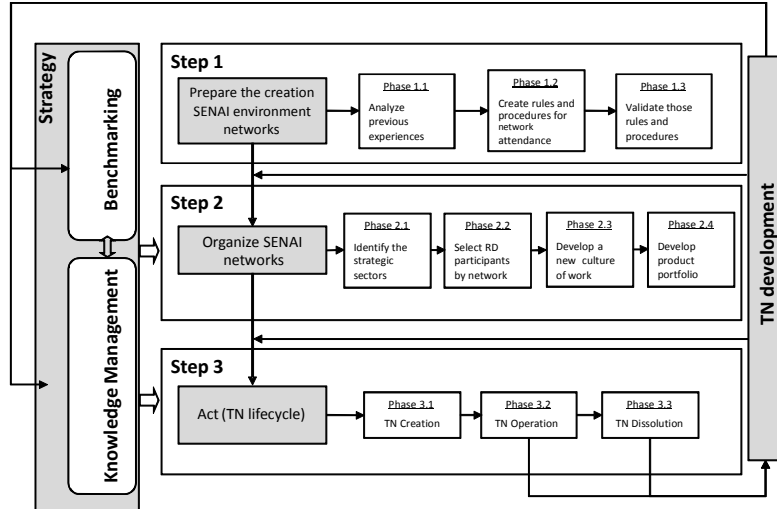 Strategy
Benchmarking
Knowledge Management
Step 1
Prepare the creation
SENAI environment
networks
Phase 1.1
Analyze
previous
experiences
Phase 1.2
Create rules and
procedures for
network
attendance
Phase 1.3
Validate those
rules and
procedures
Step 2
Organize SENAI
networks
Phase 2.1
Identify the
strategic
sectors
Phase 2.2
Select RD
participants
by network
Phase 2.3
Develop a
new culture
of work
Phase 2.4
Develop
product
portfolio
Step 3
Act (TN lifecycle)
Phase 3.1
TN Creation
Phase 3.2
TN Operation
Phase 3.3
TN Dissolution
TN development